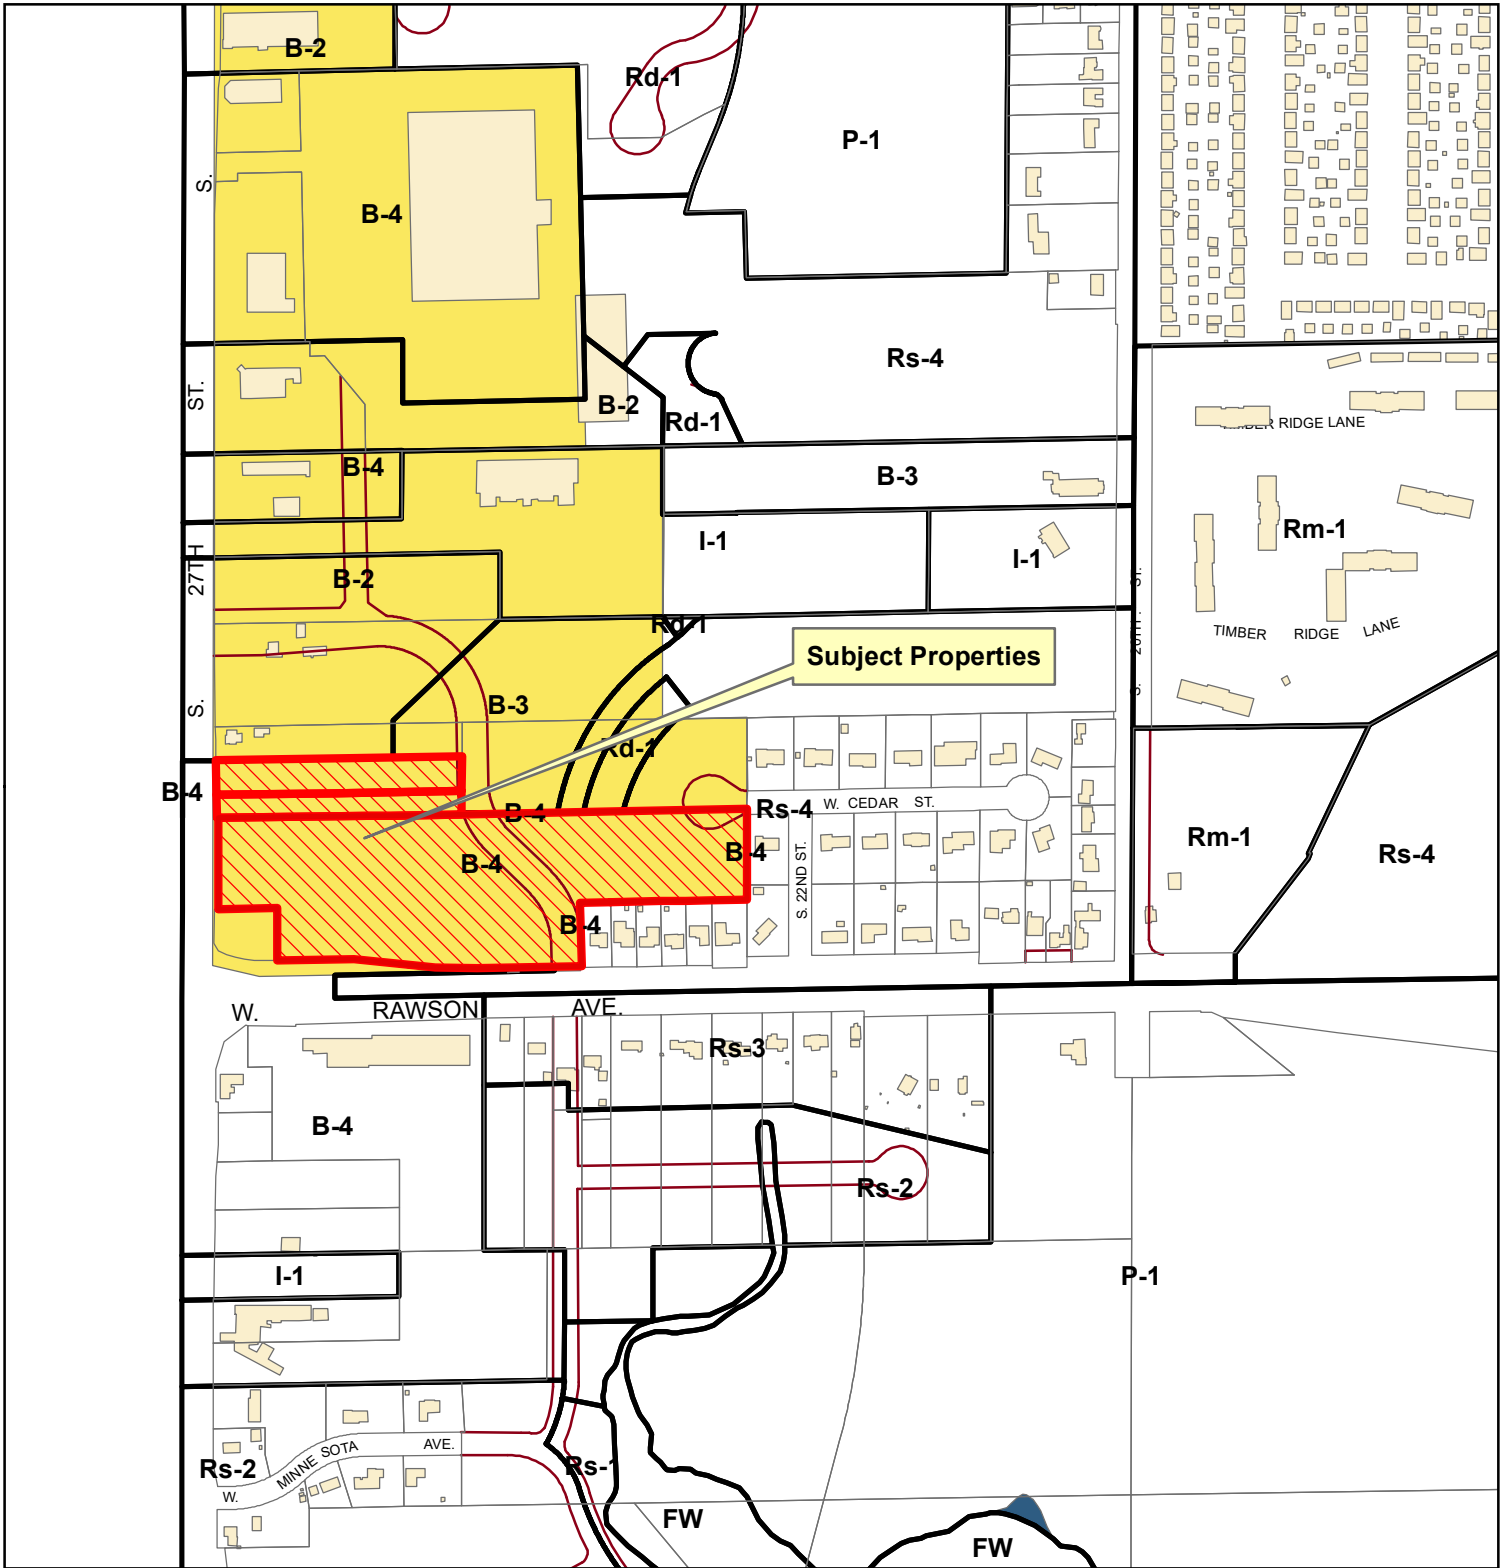 B-2
Rd-1
P-1
S.
B-4
Rs-4
ST.
B-2
Rd-1
TIMBER RIDGE LANE
B-4
B-3
27TH
I-1
I-1
Rm-1
B-2
ST.
20TH
S.
Rd-1
TIMBER RIDGE LANE
Subject Properties
S.
B-3
Rd-1
B-4
B-4
Rs-4
W. CEDAR ST.
B-4
B-4
S. 22ND ST.
Rm-1
Rs-4
B-4
W. RAWSON AVE.
Rs-3
B-4
Rs-2
I-1
P-1
Rs-2
W. MINNE SOTA AVE.
Rs-1
FW
FW